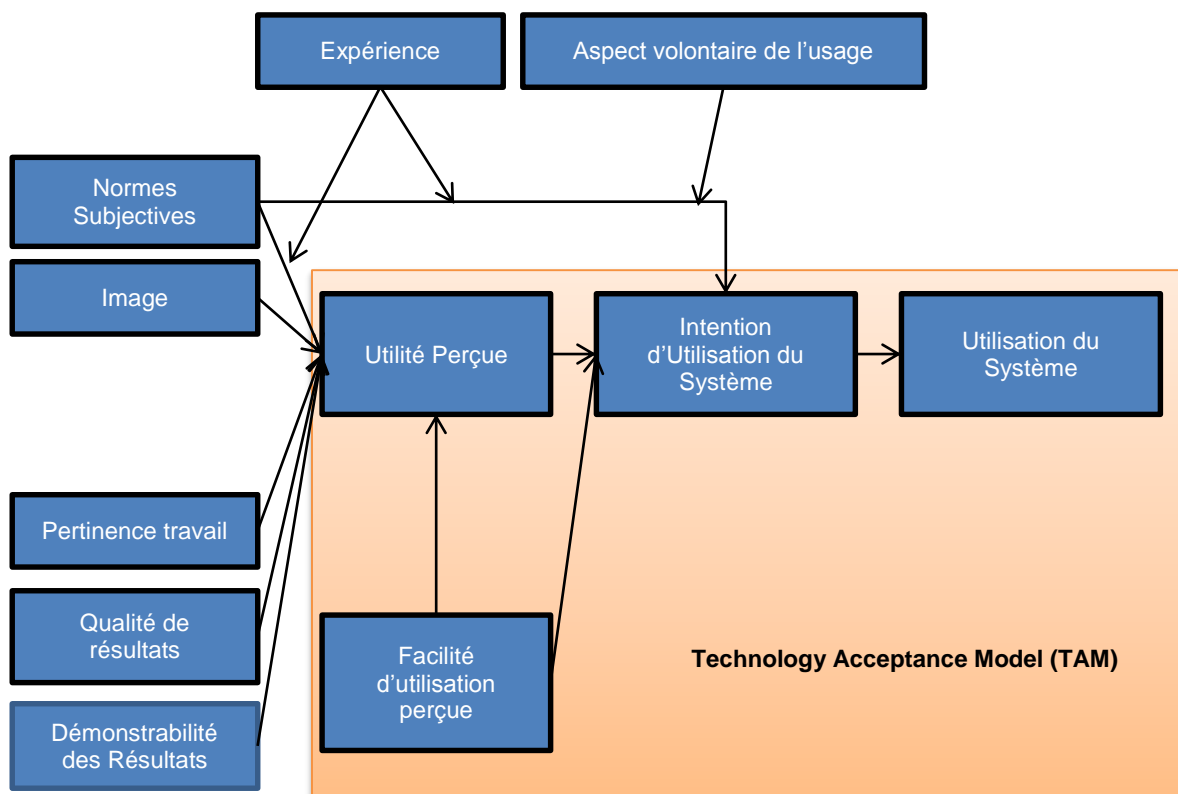 Expérience
Aspect volontaire de l’usage
Normes
Subjectives
Image
Utilité Perçue
Intention
d’Utilisation du
Système
Utilisation du
Système
Pertinence travail
Qualité de
résultats
Démonstrabilité
des Résultats
Facilité
d’utilisation
perçue
Technology Acceptance Model (TAM)